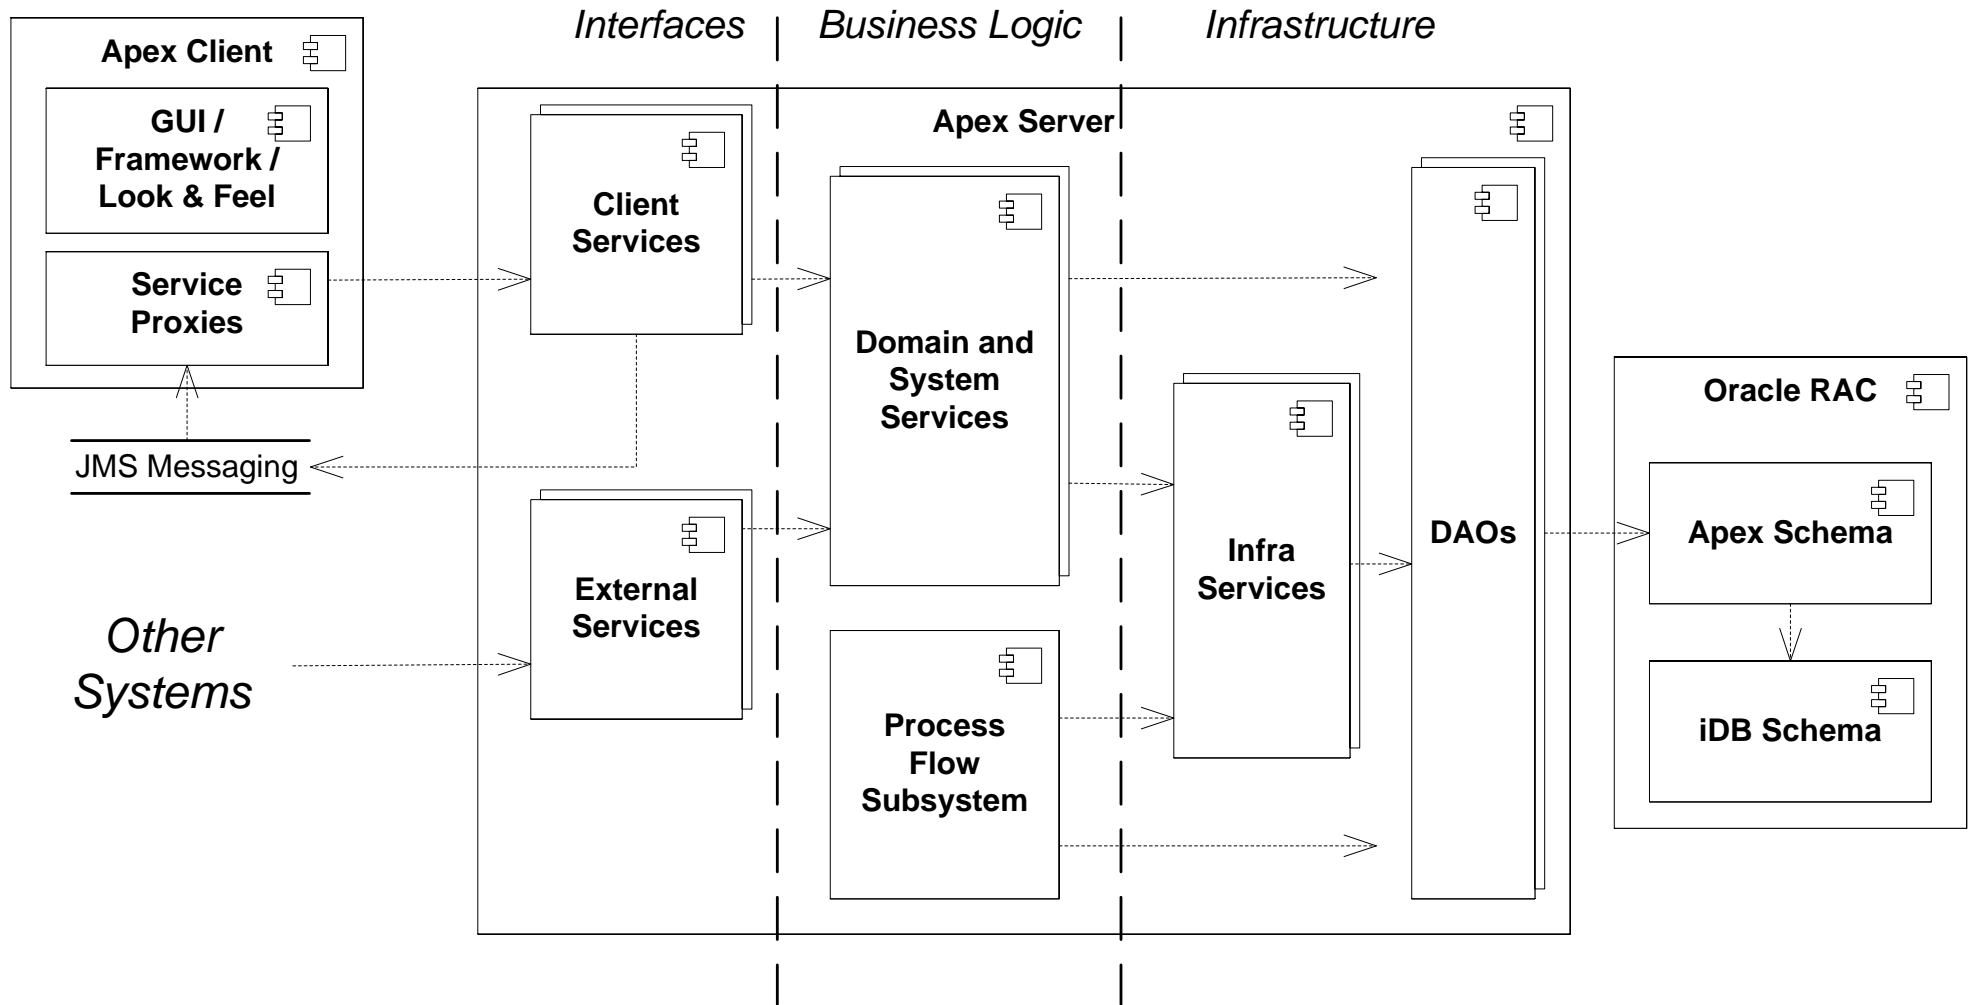 Interfaces
Business Logic
Infrastructure
Apex Client
GUI /
Framework /
Look & Feel
Service
Proxies
JMS Messaging
Other
Systems
Apex Server
Client
Services
External
Services
Domain and
System
Services
Process
Flow
Subsystem
Infra
Services
DAOs
Oracle RAC
Apex Schema
iDB Schema